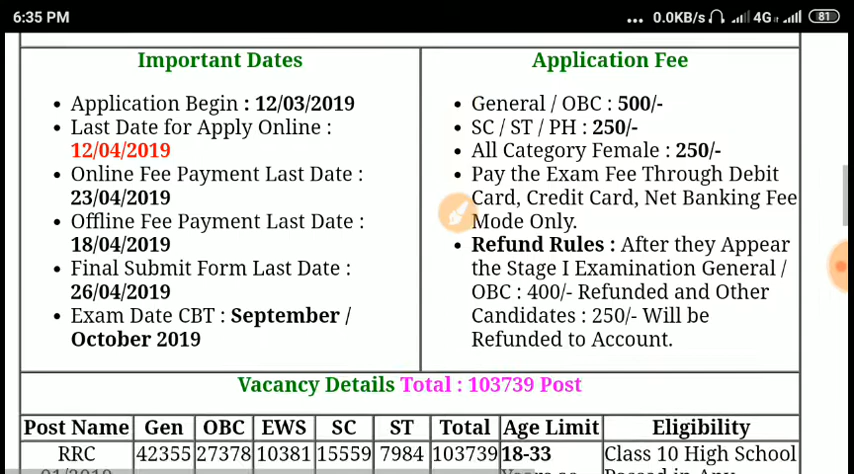 6:35 PM
... 0.0KB/s 4G 81
Important Dates
Application Begin : 12/03/2019
Last Date for Apply Online :
12/04/2019
Online Fee Payment Last Date :
23/04/2019
Offline Fee Payment Last Date :
18/04/2019
Final Submit Form Last Date :
26/04/2019
Exam Date CBT : September /
October 2019
Application Fee
General / OBC : 500/-
SC / ST / PH : 250/-
All Category Female : 250/-
Pay the Exam Fee Through Debit
Card, Credit Card, Net Banking Fee
Mode Only.
Refund Rules : After they Appear
the Stage I Examination General /
OBC : 400/- Refunded and Other
Candidates : 250/- Will be
Refunded to Account.
Vacancy Details Total : 103739 Post
Post Name Gen OBC EWS SC ST Total Age Limit Eligibility
RRC 42355 27378 10381 15559 7984 103739 18-33 Class 10 High School